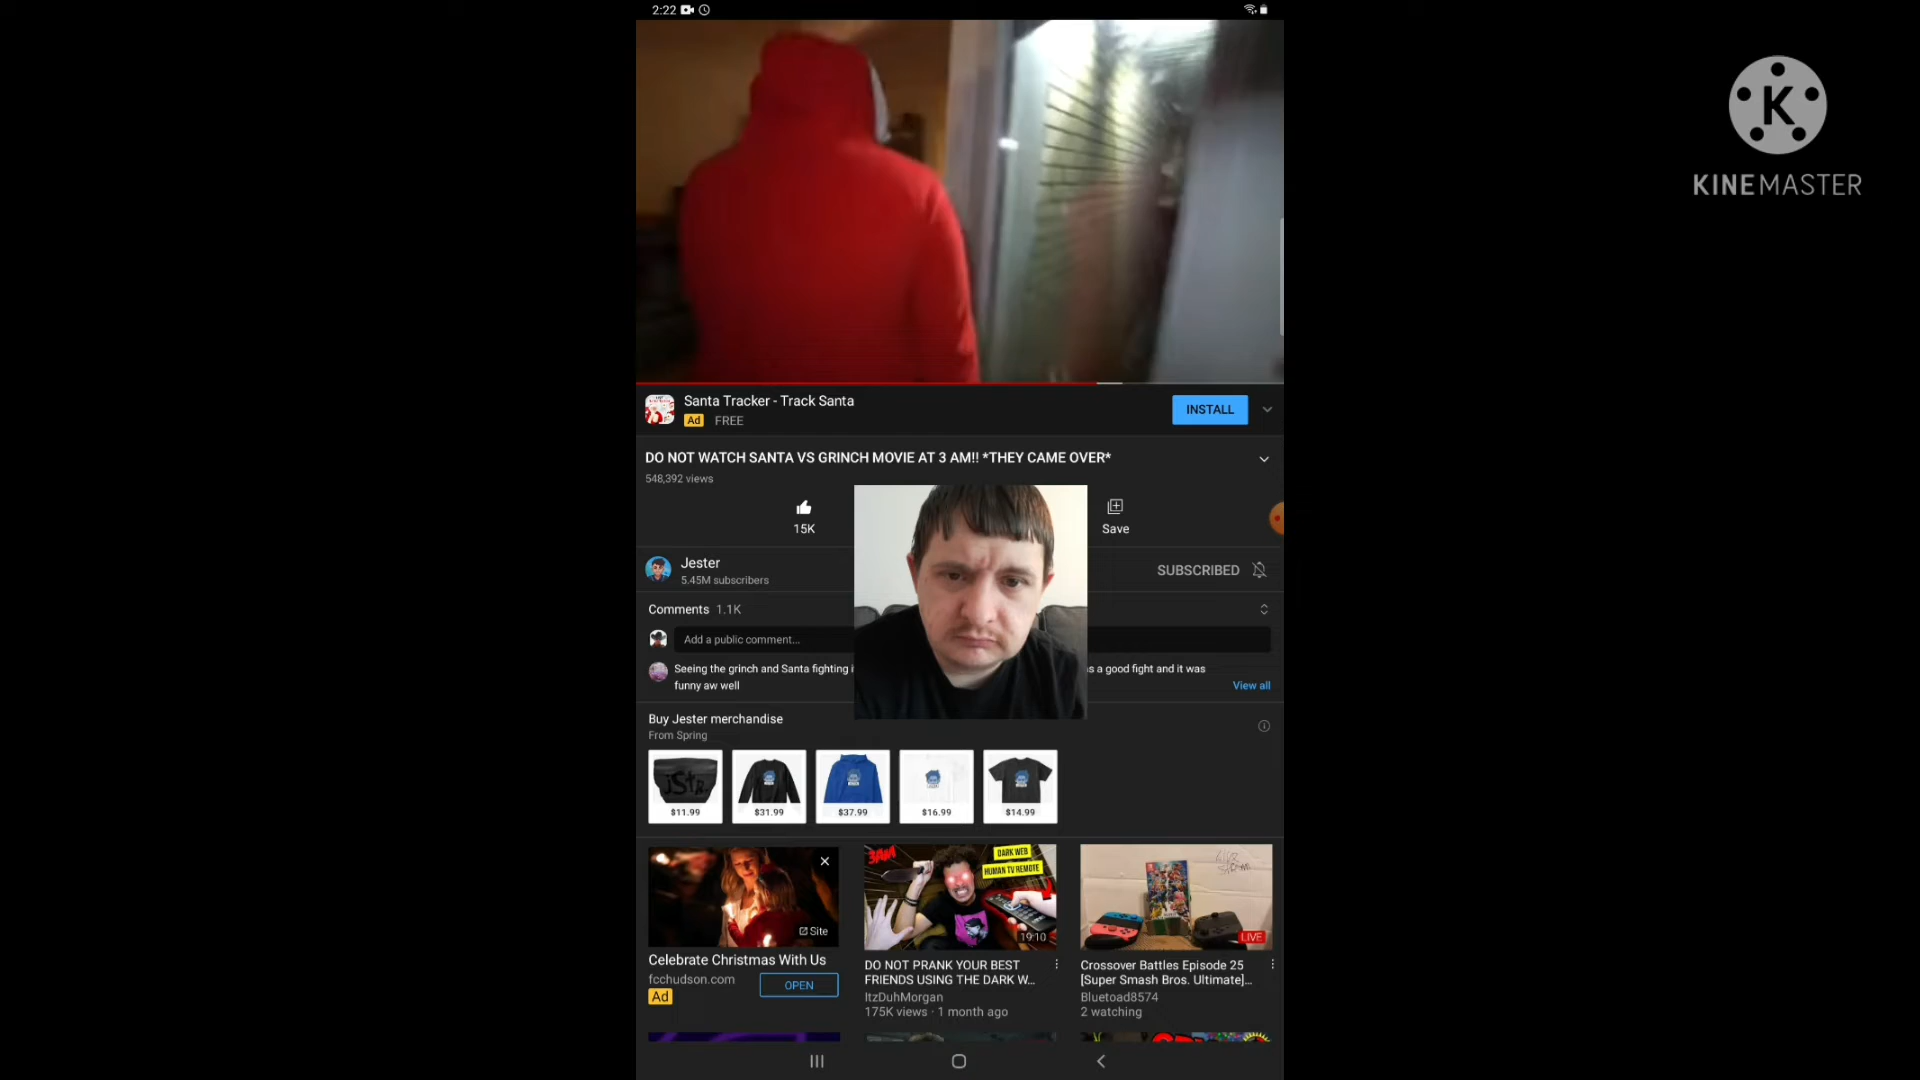 2:22
K
KINEMASTER
Santa Tracker - Track Santa
Ad FREE
INSTALL
DO NOT WATCH SANTA VS GRINCH MOVIE AT 3 AM!! *THEY CAME OVER*
548,392 views
15K
Save
Jester
5.45M subscribers
SUBSCRIBED
Comments 1.1K
Add a public comment...
Seeing the grinch and Santa fighting
s a good fight and it was
funny aw well
View all
Buy Jester merchandise
From Spring
jStr
$11.99
$31.99
$37.99
$16.99
$14.99
Site
3AM
DARK WEB
HUMAN TV REMOTE
19:10
LIVE
Celebrate Christmas With Us
fcchudson.com
Ad
OPEN
DO NOT PRANK YOUR BEST
FRIENDS USING THE DARK W...
ItzDuhMorgan
175K views · 1 month ago
Crossover Battles Episode 25
[Super Smash Bros. Ultimate]...
Bluetoad8574
2 watching